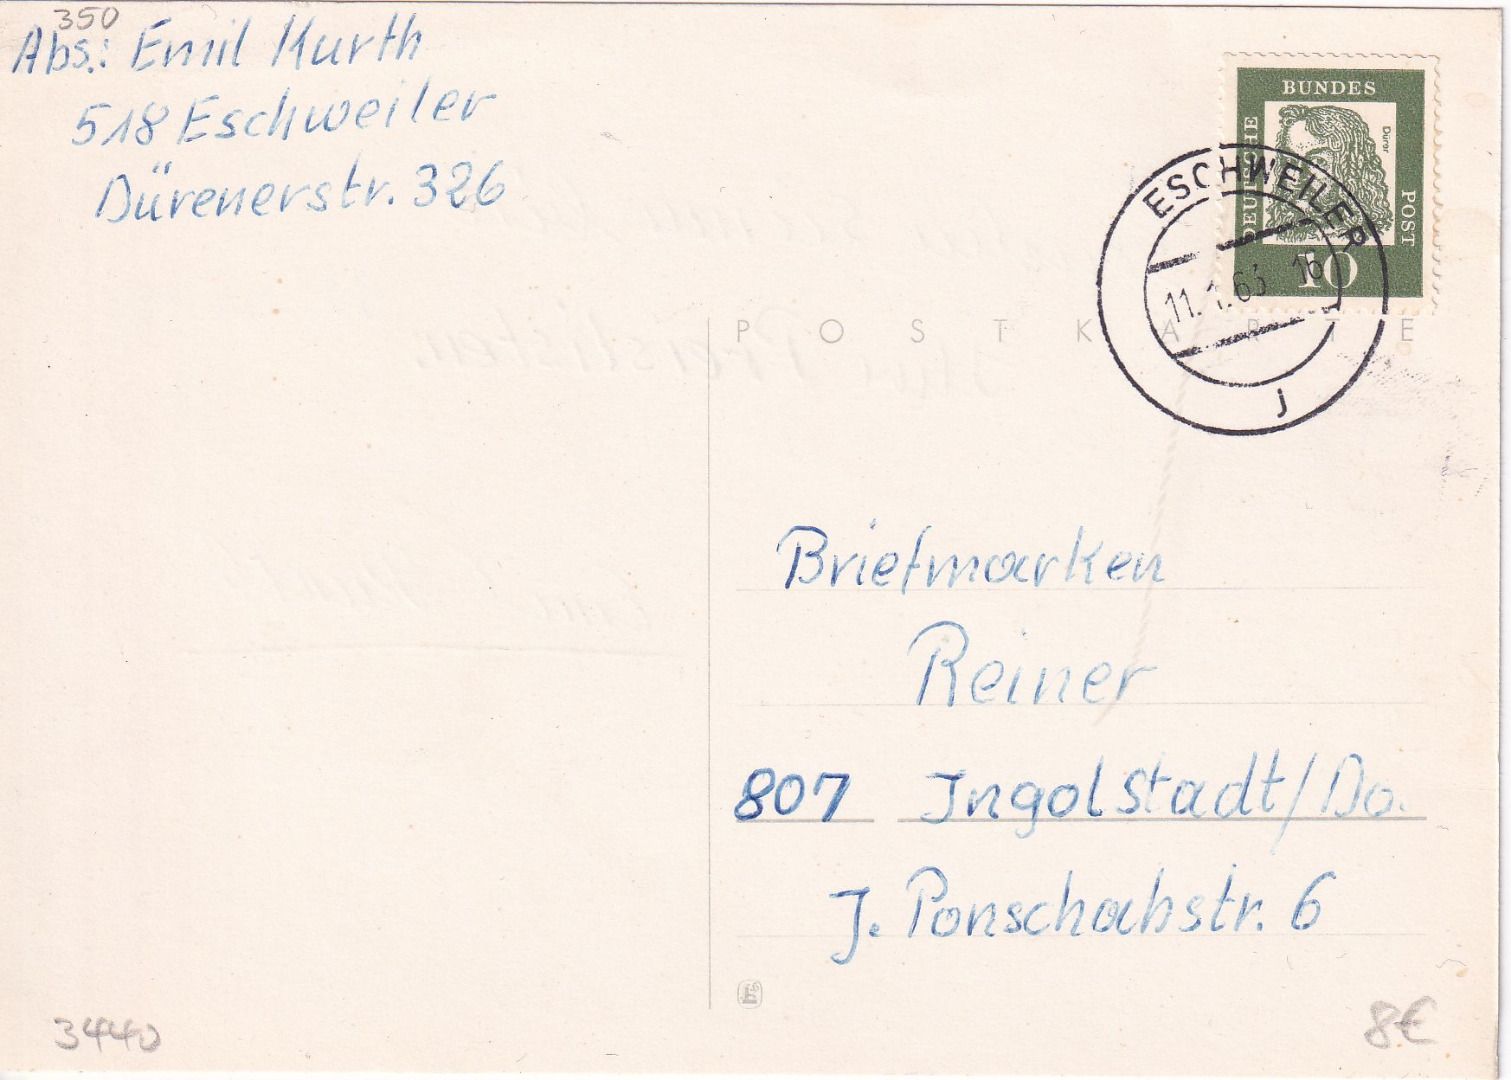 350
Abs.: Emil Kurth
518 Eschweiler
Dürenerstr. 326
BUNDES
DEUTSCHE
POST
Dürer
10
ESCHWEILER
11.1.63 16
j
POSTKARTE
Briefmarken
Reiner
807 Ingolstadt/Do.
J. Ponschabstr. 6
3440
8€